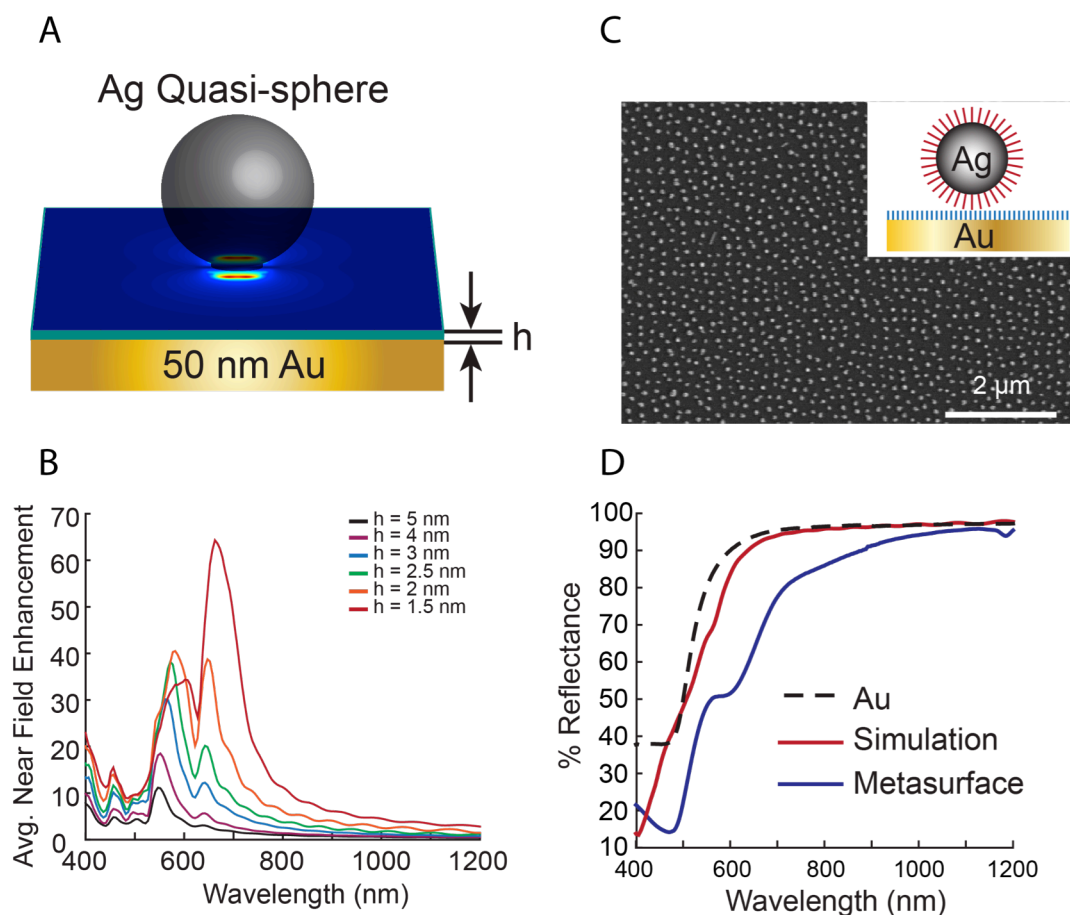 A
Ag Quasi-sphere
h
50 nm Au
B
Avg. Near Field Enhancement
70
60
50
40
30
20
10
0
h = 5 nm
h = 4 nm
h = 3 nm
h = 2.5 nm
h = 2 nm
h = 1.5 nm
400 600 800 1000 1200
Wavelength (nm)
C
Ag
Au
2 μm
D
% Reflectance
100
90
80
70
60
50
40
30
20
10
Au
Simulation
Metasurface
400 600 800 1000 1200
Wavelength (nm)